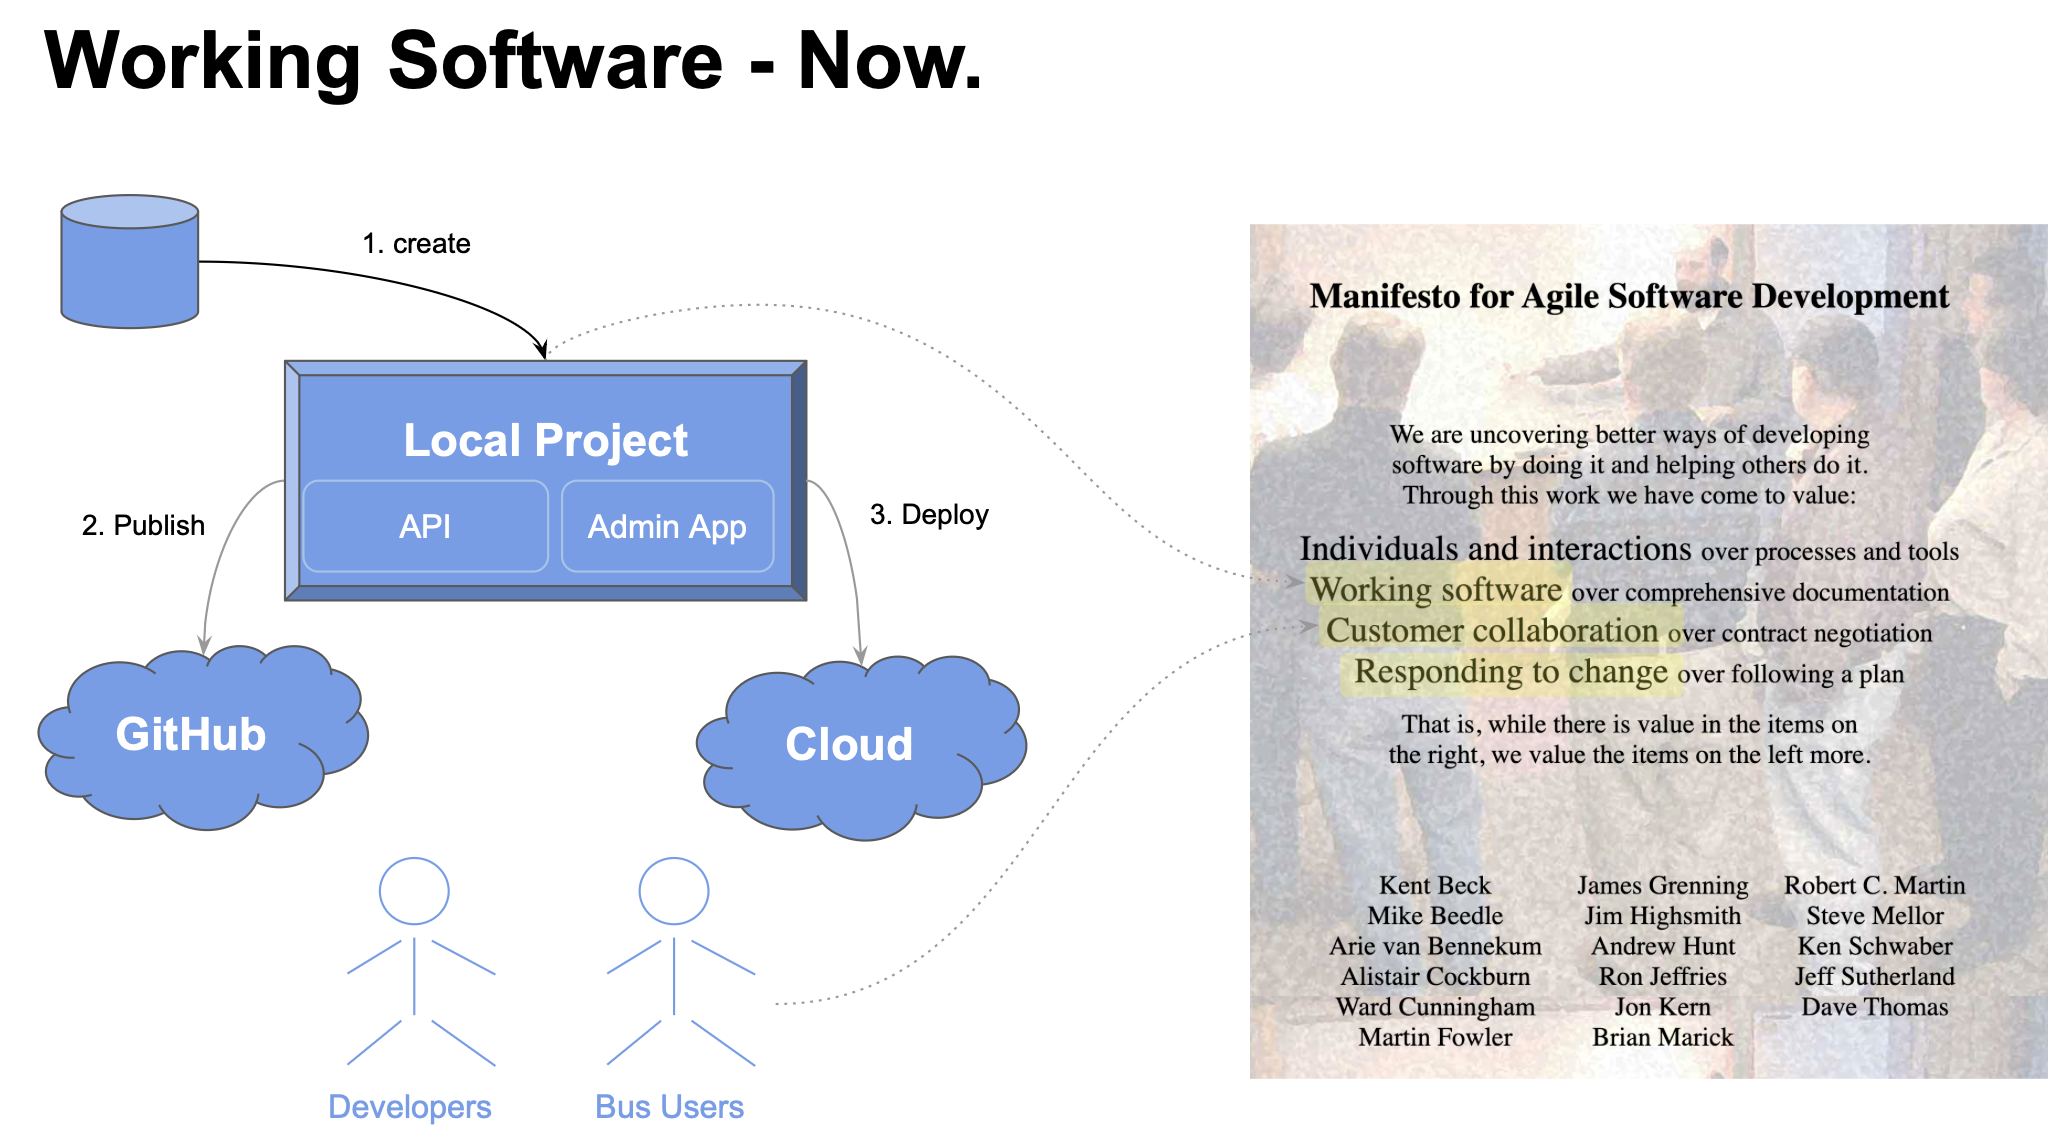 Working Software - Now.
1. create
Local Project
API
Admin App
2. Publish
3. Deploy
GitHub
Cloud
Developers
Bus Users
Manifesto for Agile Software Development
We are uncovering better ways of developing
software by doing it and helping others do it.
Through this work we have come to value:
Individuals and interactions over processes and tools
Working software over comprehensive documentation
Customer collaboration over contract negotiation
Responding to change over following a plan
That is, while there is value in the items on
the right, we value the items on the left more.
Kent Beck
Mike Beedle
Arie van Bennekum
Alistair Cockburn
Ward Cunningham
Martin Fowler
James Grenning
Jim Highsmith
Andrew Hunt
Ron Jeffries
Jon Kern
Brian Marick
Robert C. Martin
Steve Mellor
Ken Schwaber
Jeff Sutherland
Dave Thomas